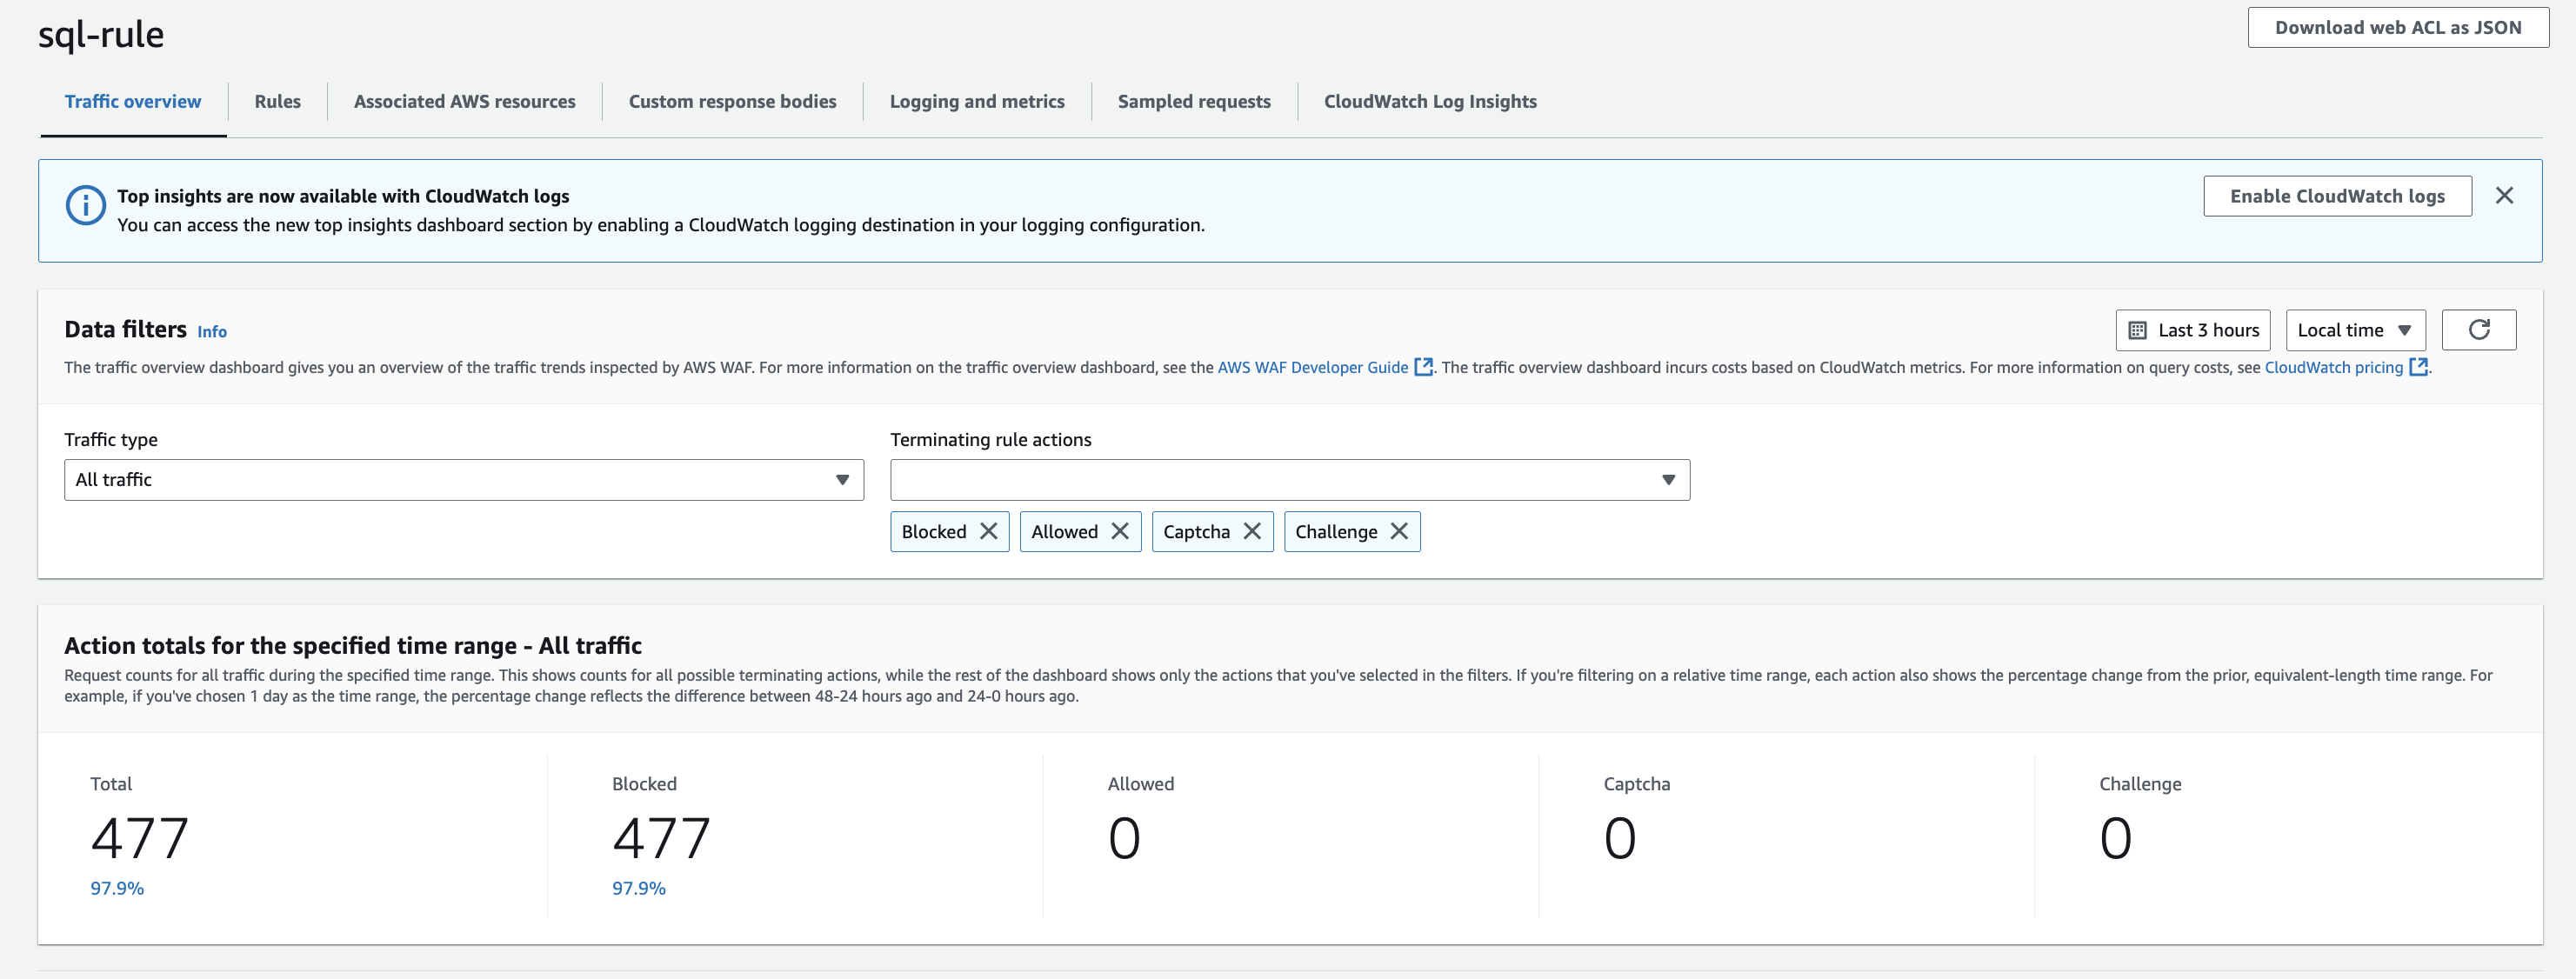 sql-rule
Download web ACL as JSON
Traffic overview
Rules
Associated AWS resources
Custom response bodies
Logging and metrics
Sampled requests
CloudWatch Log Insights
Top insights are now available with CloudWatch logs
You can access the new top insights dashboard section by enabling a CloudWatch logging destination in your logging configuration.
Enable CloudWatch logs
Data filters Info
Last 3 hours
Local time
The traffic overview dashboard gives you an overview of the traffic trends inspected by AWS WAF. For more information on the traffic overview dashboard, see the AWS WAF Developer Guide. The traffic overview dashboard incurs costs based on CloudWatch metrics. For more information on query costs, see CloudWatch pricing.
Traffic type
All traffic
Terminating rule actions
Blocked
Allowed
Captcha
Challenge
Action totals for the specified time range - All traffic
Request counts for all traffic during the specified time range. This shows counts for all possible terminating actions, while the rest of the dashboard shows only the actions that you've selected in the filters. If you're filtering on a relative time range, each action also shows the percentage change from the prior, equivalent-length time range. For
example, if you've chosen 1 day as the time range, the percentage change reflects the difference between 48-24 hours ago and 24-0 hours ago.
Total
477
97.9%
Blocked
477
97.9%
Allowed
0
Captcha
0
Challenge
0